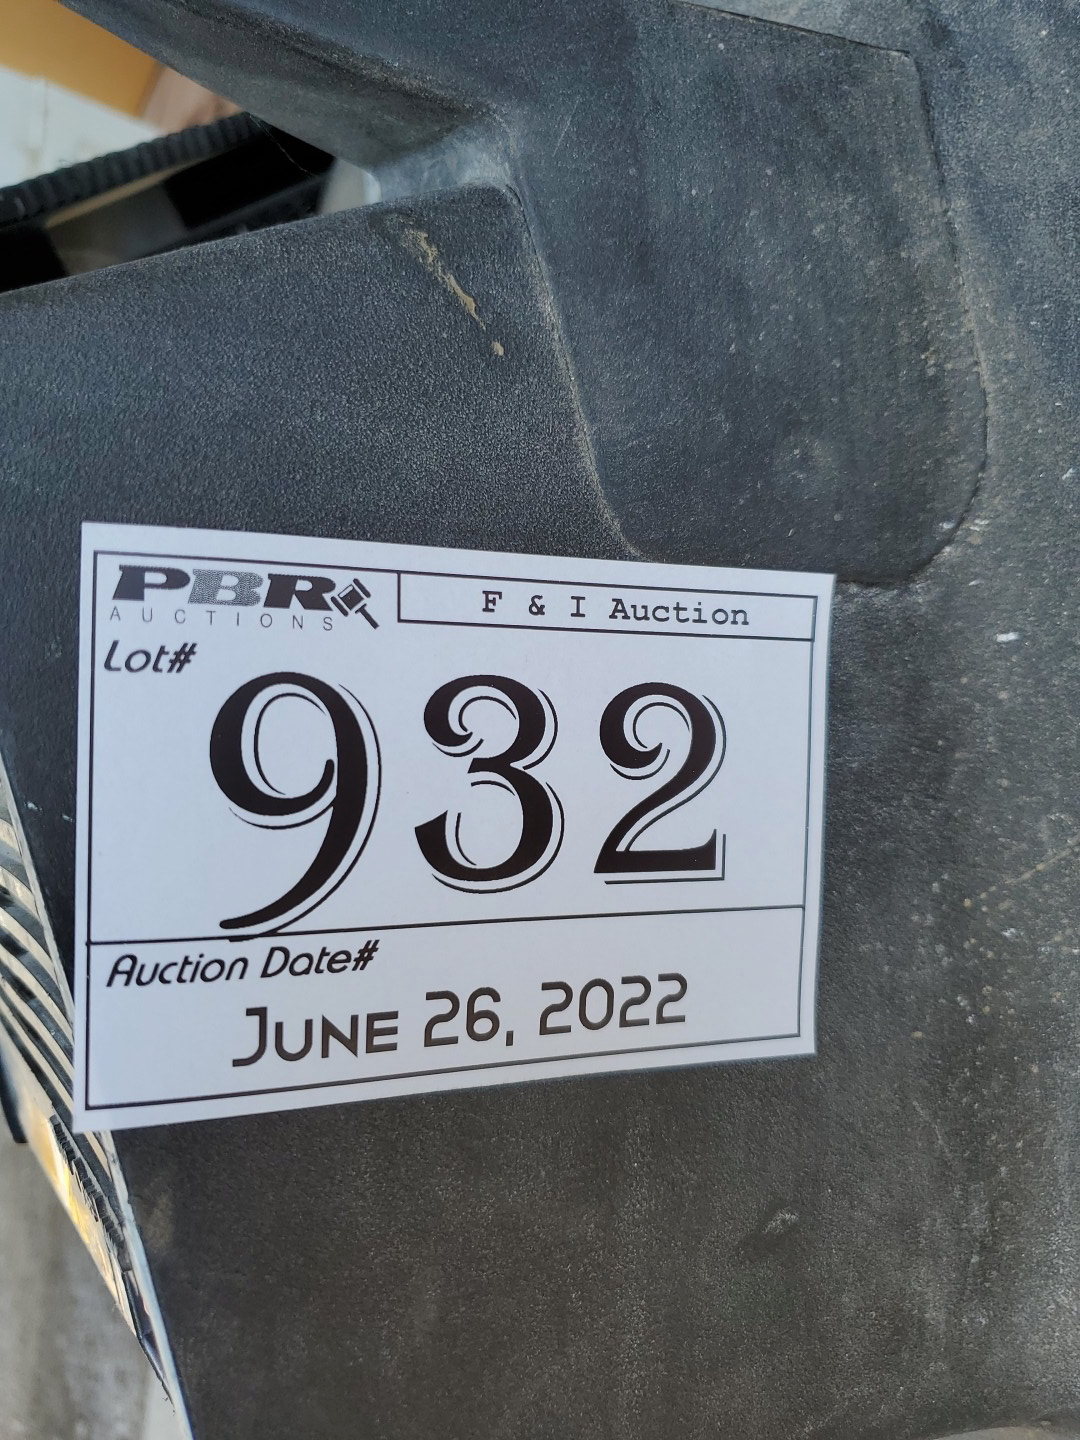 PBR
AUCTIONS
F & I Auction
Lot#
932
Auction Date#
June 26, 2022